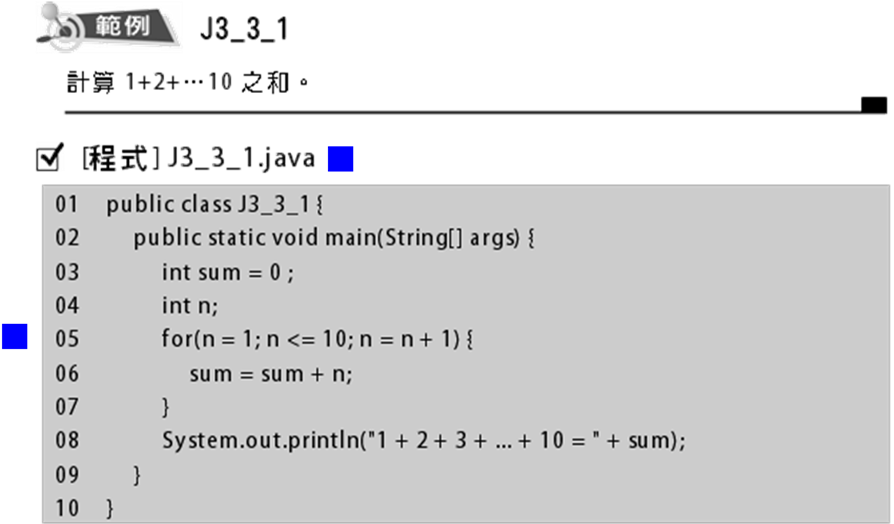 範例 J3_3_1
計算 1+2+…10 之和。
[程式] J3_3_1.java
01 public class J3_3_1 {
02 public static void main(String[] args) {
03 int sum = 0 ;
04 int n;
05 for(n = 1; n <= 10; n = n + 1) {
06 sum = sum + n;
07 }
08 System.out.println("1 + 2 + 3 + ... + 10 = " + sum);
09 }
10 }